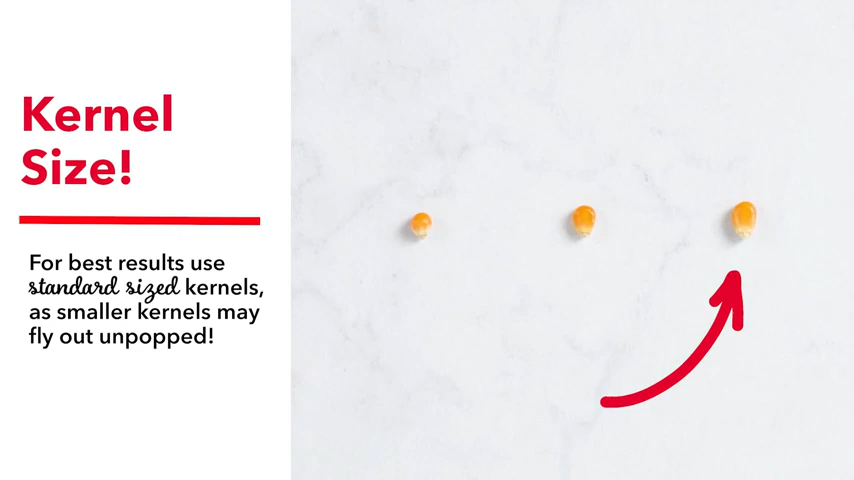 Kernel
Size!
For best results use
standard sized kernels,
as smaller kernels may
fly out unpopped!